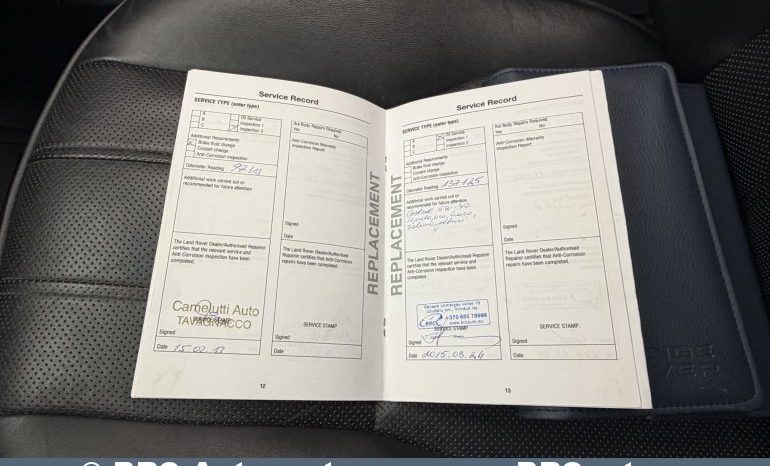 Service Record
SERVICE TYPE (enter type)
A
B
C
Oil Service
Inspection 1
Inspection 2
Additional Requirements
Brake fluid change
Coolant change
Anti-Corrosion inspection
Odometer Reading
Additional work carried out or
recommended for future attention
The Land Rover Dealer/Authorised Repairer
certifies that the relevant service and
Anti-Corrosion inspection have been
completed.
Camelutti Auto
TAVAGNACCO
Signed
Date 15.02.13
Are Body Repairs Required
Yes No
Anti-Corrosion Warranty
Inspection Report:
Signed
Date
The Land Rover Dealer/Authorised
Repairer certifies that Anti-Corrosion
repairs have been completed.
SERVICE STAMP
Signed
Date
12
REPLACEMENT
REPLACEMENT
Service Record
SERVICE TYPE (enter type)
A
B
C
Oil Service
Inspection 1
Inspection 2
Additional Requirements
Brake fluid change
Coolant change
Anti-Corrosion inspection
Odometer Reading 137125
Additional work carried out or
recommended for future attention
The Land Rover Dealer/Authorised Repairer
certifies that the relevant service and
Anti-Corrosion inspection have been
completed.
www.brcauto.eu
SERVICE STAMP
Signed
Date 2015.03.24
Are Body Repairs Required
Yes No
Anti-Corrosion Warranty
Inspection Report:
Signed
Date
The Land Rover Dealer/Authorised
Repairer certifies that Anti-Corrosion
repairs have been completed.
SERVICE STAMP
Signed
Date
13